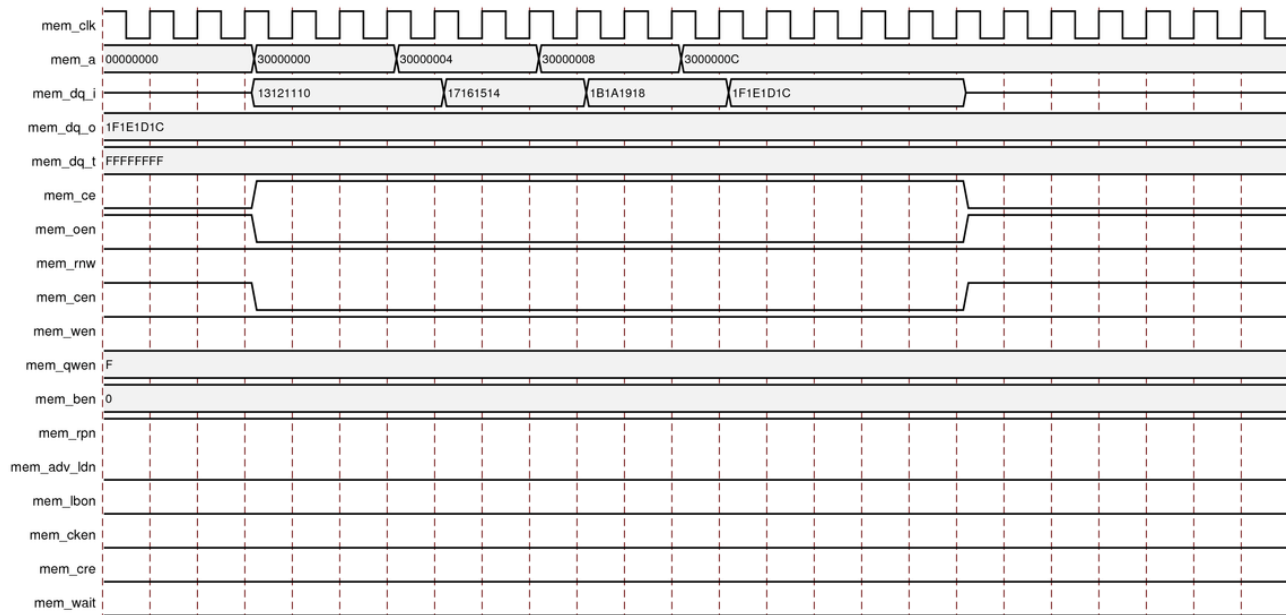 mem_clk
mem_a 00000000 30000000 30000004 30000008 3000000C
mem_dq_i 13121110 17161514 1B1A1918 1F1E1D1C
mem_dq_o 1F1E1D1C
mem_dq_t FFFFFFFF
mem_ce
mem_oen
mem_rnw
mem_cen
mem_wen
mem_qwen F
mem_ben 0
mem_rpn
mem_adv_ldn
mem_lbon
mem_cken
mem_cre
mem_wait